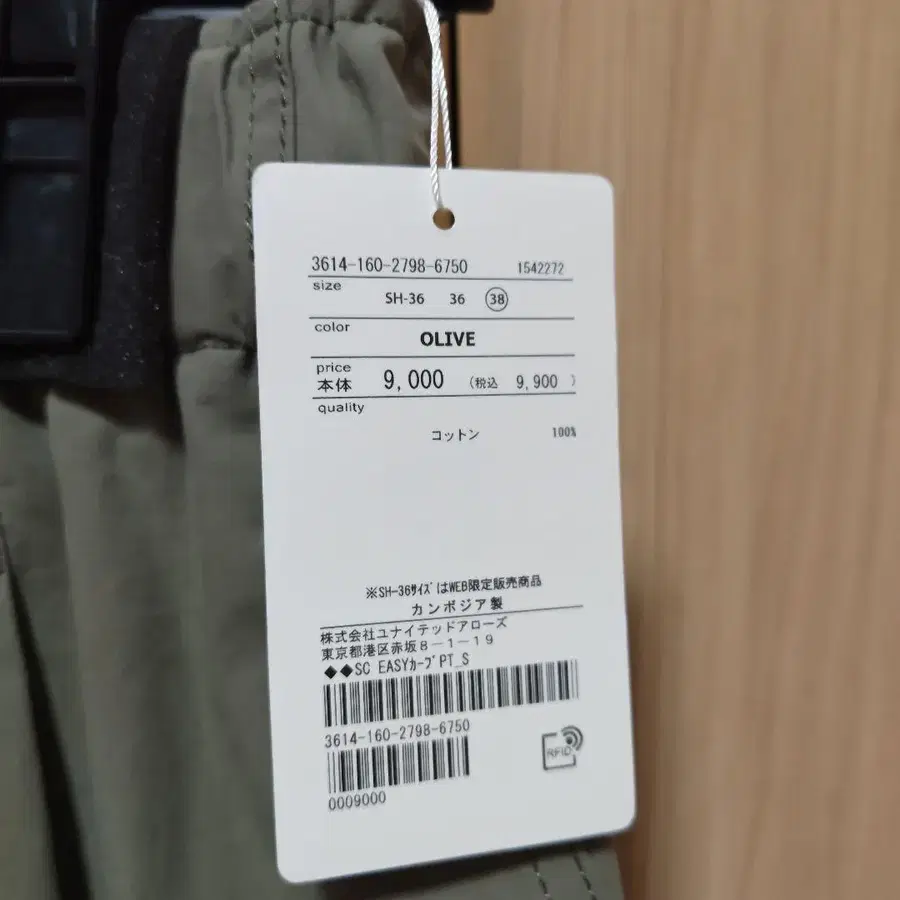 3614-160-2798-6750 1542272
size
SH-36 36 38
color
OLIVE
price
本体 9,000 (税込 9,900 )
quality
コットン 100%
※SH-36ｻｲｽﾞはWEB限定販売商品
カンボジア製
株式会社ユナイテッドアローズ
東京都港区赤坂８－１－１９
◆◆SC EASYｶｰﾌﾞPT_S
3614-160-2798-6750
RFID
0009000